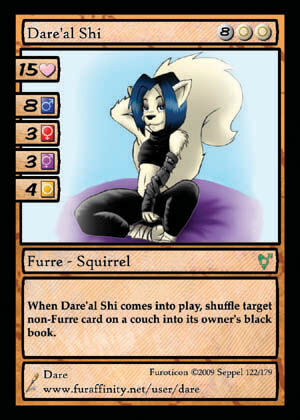 Dare'al Shi 8
15
8
3
3
4
Furre - Squirrel
When Dare'al Shi comes into play, shuffle target
non-Furre card on a couch into its owner's black
book.
Dare Furoticon ©2009 Seppel 122/179
www.furaffinity.net/user/dare